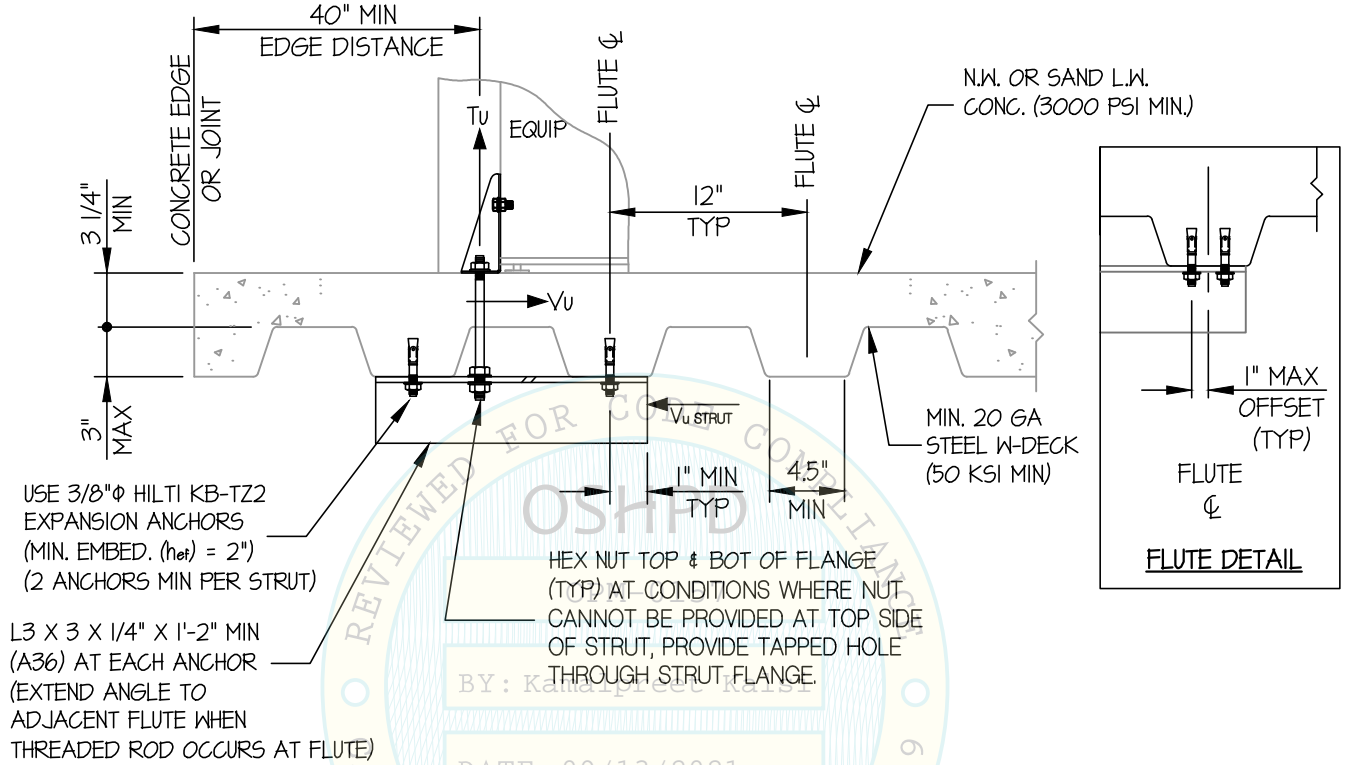 40" MIN
EDGE DISTANCE
CONCRETE EDGE
OR JOINT
3 1/4"
MIN
3"
MAX
Tu
EQUIP
Vu
FLUTE ℄
FLUTE ℄
12"
TYP
N.W. OR SAND L.W.
CONC. (3000 PSI MIN.)
Vu STRUT
1" MIN
TYP
4.5"
MIN
MIN. 20 GA
STEEL W-DECK
(50 KSI MIN)
1" MAX
OFFSET
(TYP)
FLUTE
℄
FLUTE DETAIL
USE 3/8"Φ HILTI KB-TZ2
EXPANSION ANCHORS
(MIN. EMBED. (hef) = 2")
(2 ANCHORS MIN PER STRUT)
L3 X 3 X 1/4" X 1'-2" MIN
(A36) AT EACH ANCHOR
(EXTEND ANGLE TO
ADJACENT FLUTE WHEN
THREADED ROD OCCURS AT FLUTE)
HEX NUT TOP & BOT OF FLANGE
(TYP) AT CONDITIONS WHERE NUT
CANNOT BE PROVIDED AT TOP SIDE
OF STRUT, PROVIDE TAPPED HOLE
THROUGH STRUT FLANGE.
REVIEWED FOR CODE COMPLIANCE
OSHPD
BY: Kamalpreet Kalsi